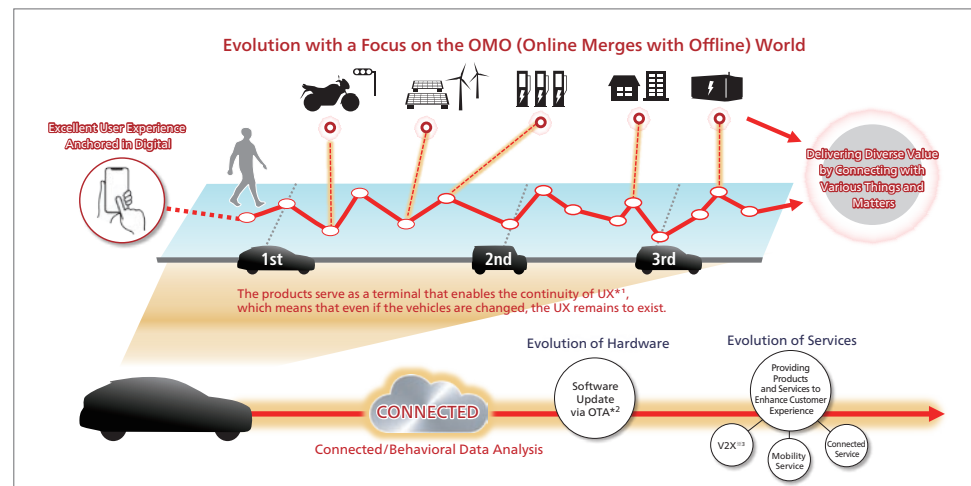 Evolution with a Focus on the OMO (Online Merges with Offline) World
Excellent User Experience
Anchored in Digital
Delivering Diverse Value
by Connecting with
Various Things and
Matters
1st
2nd
3rd
The products serve as a terminal that enables the continuity of UX*¹,
which means that even if the vehicles are changed, the UX remains to exist.
Evolution of Hardware
Evolution of Services
Software
Update
via OTA*²
Providing
Products
and Services to
Enhance Customer
Experience
CONNECTED
V2X※³
Mobility
Service
Connected
Service
Connected/Behavioral Data Analysis